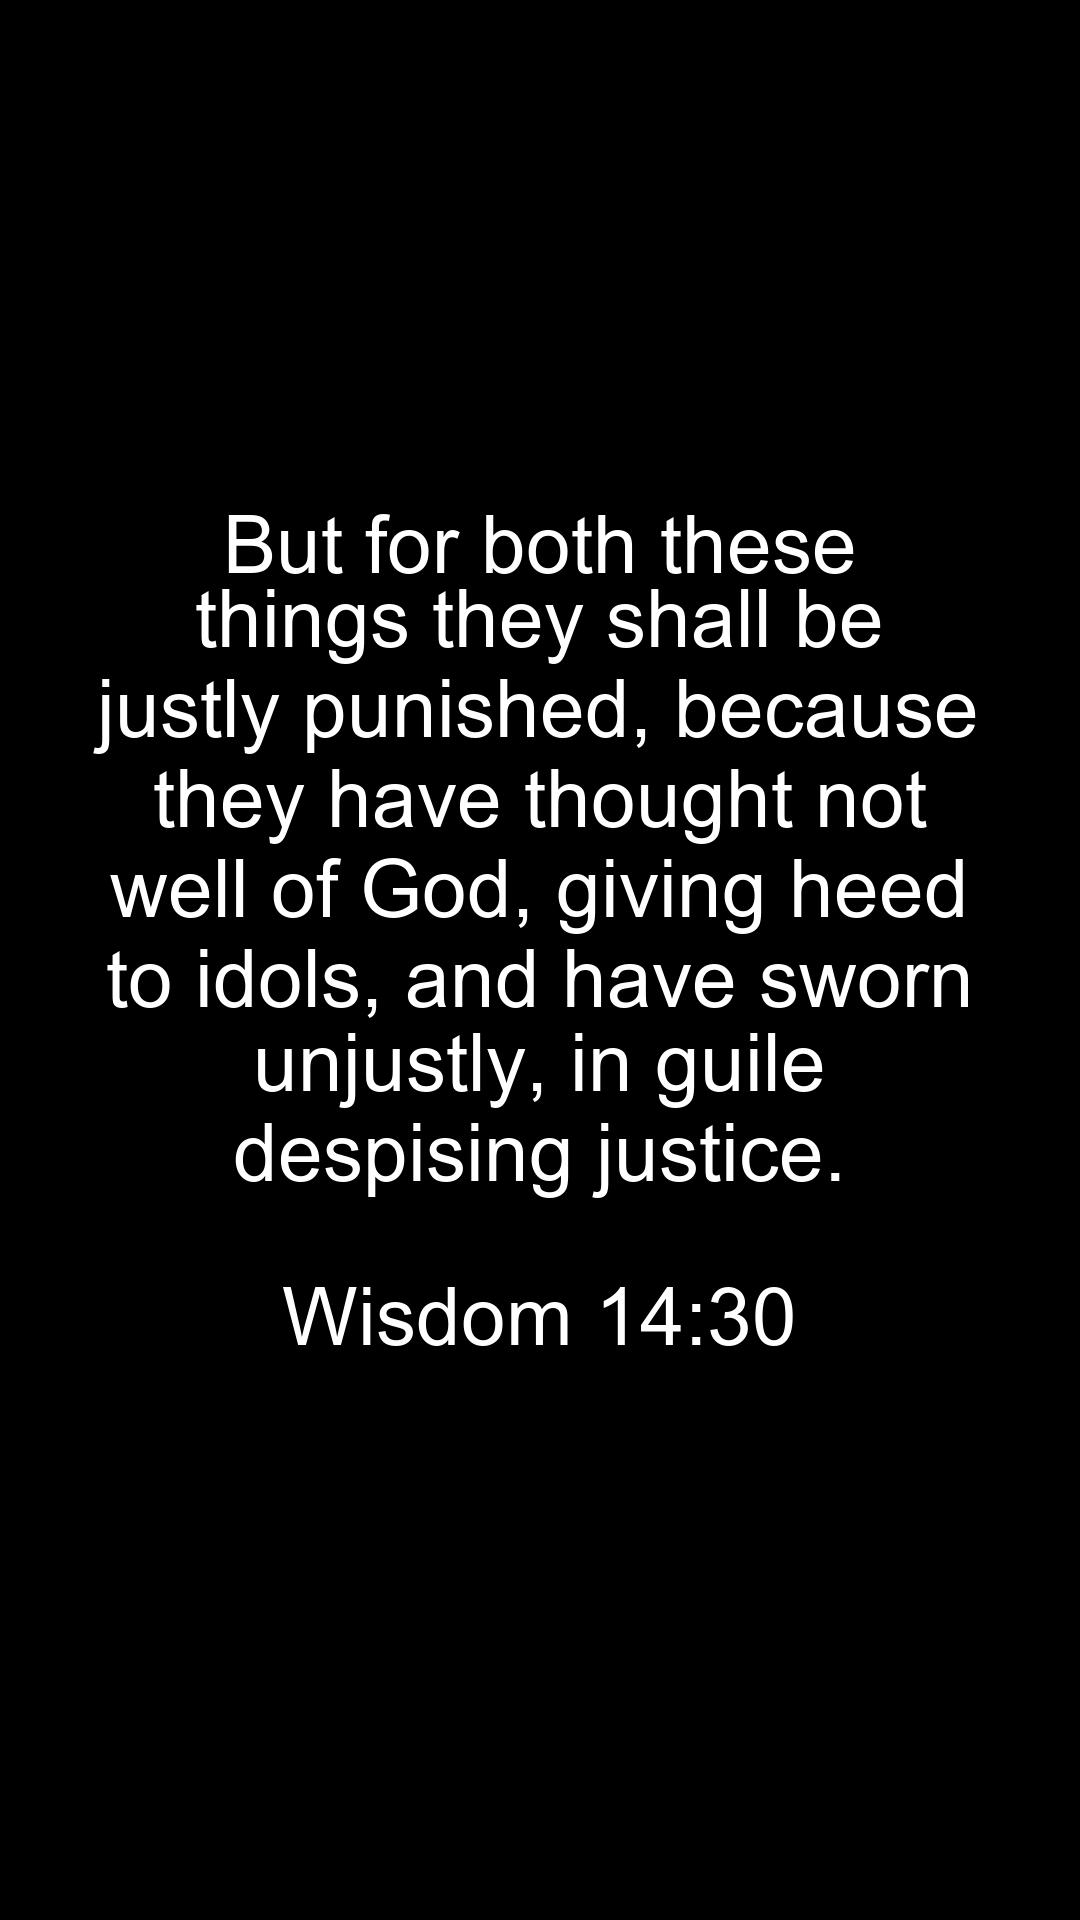 But for both these
things they shall be
justly punished, because
they have thought not
well of God, giving heed
to idols, and have sworn
unjustly, in guile
despising justice.
Wisdom 14:30